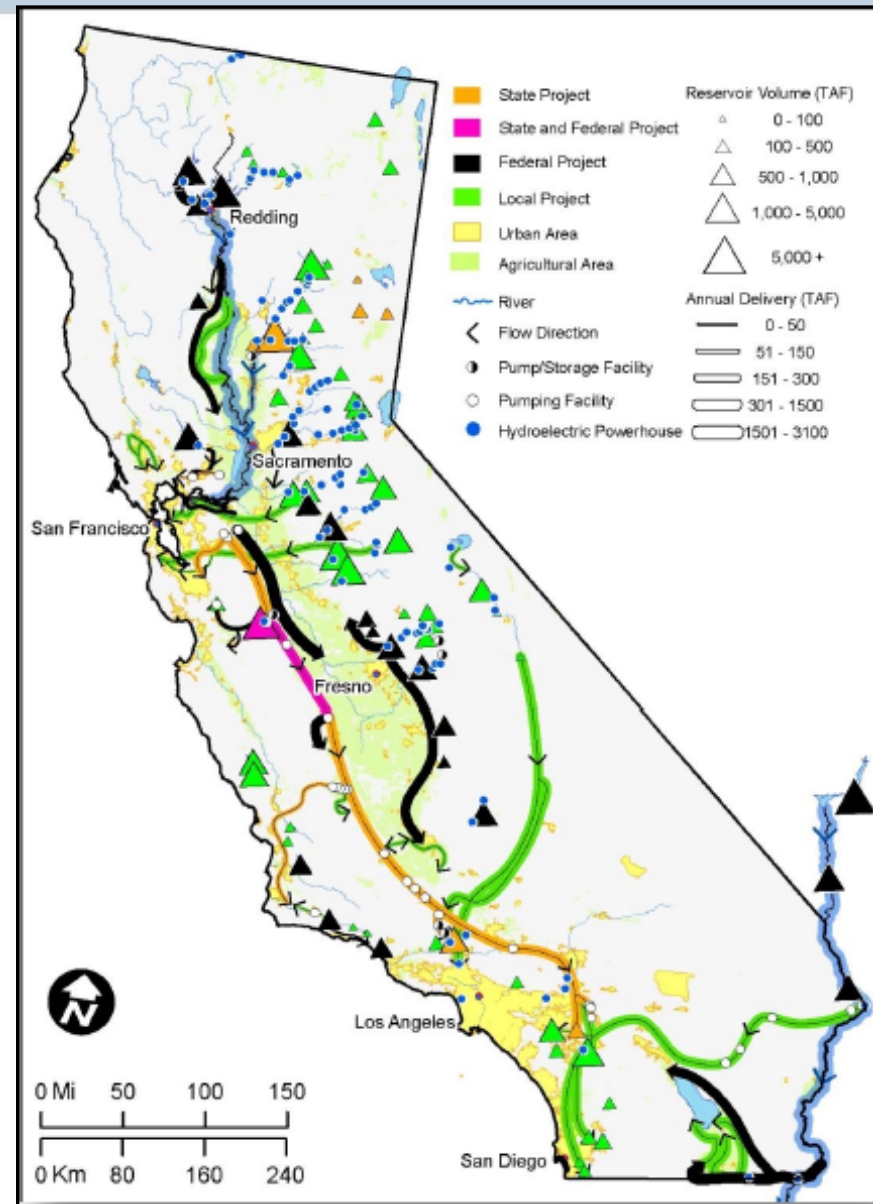 State Project
State and Federal Project
Federal Project
Local Project
Urban Area
Agricultural Area
River
Flow Direction
Pump/Storage Facility
Pumping Facility
Hydroelectric Powerhouse
Reservoir Volume (TAF)
0 - 100
100 - 500
500 - 1,000
1,000 - 5,000
5,000 +
Annual Delivery (TAF)
0 - 50
51 - 150
151 - 300
301 - 1500
1501 - 3100
Redding
Sacramento
San Francisco
Fresno
Los Angeles
San Diego
N
0 Mi 50 100 150
0 Km 80 160 240